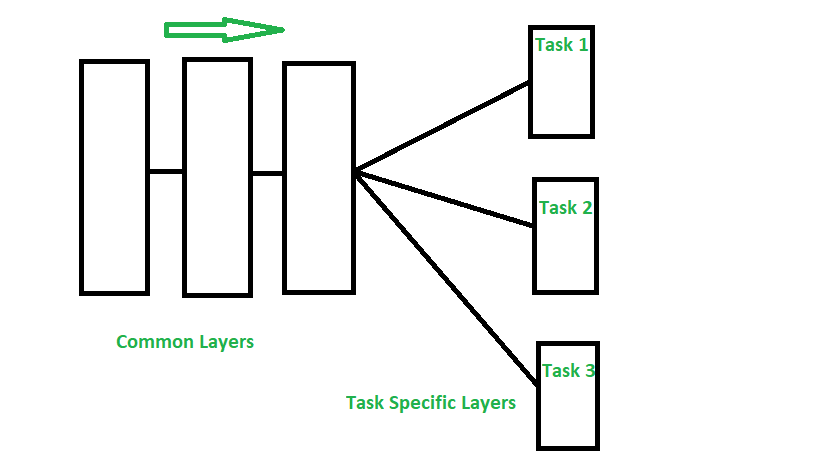 Task 1
Task 2
Common Layers
Task 3
Task Specific Layers